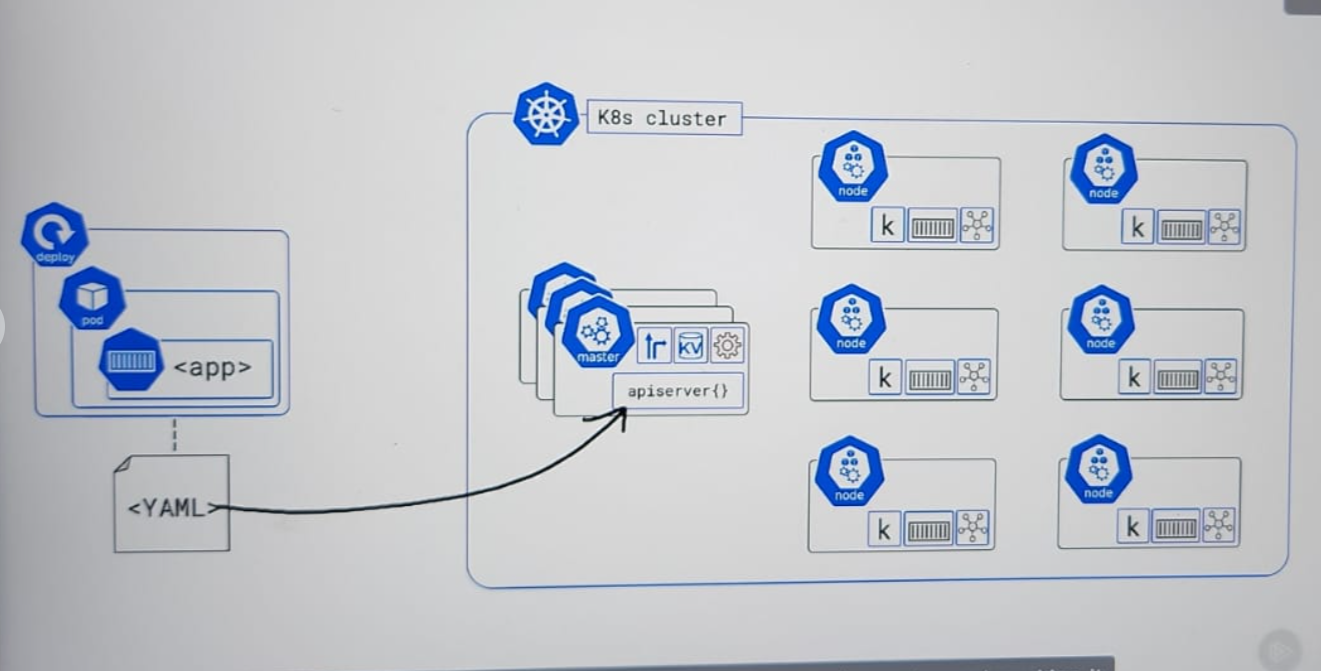 K8s cluster
deploy
pod
<app>
<YAML>
master
KV
apiserver{}
node
k
node
k
node
k
node
k
node
k
node
k